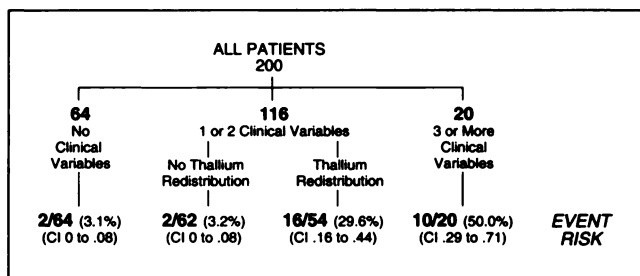 ALL PATIENTS
200
64
No
Clinical
Variables
116
1 or 2 Clinical Variables
20
3 or More
Clinical
Variables
No Thallium
Redistribution
Thallium
Redistribution
2/64 (3.1%)
(CI 0 to .08)
2/62 (3.2%)
(CI 0 to .08)
16/54 (29.6%)
(CI .16 to .44)
10/20 (50.0%)
(CI .29 to .71)
EVENT
RISK